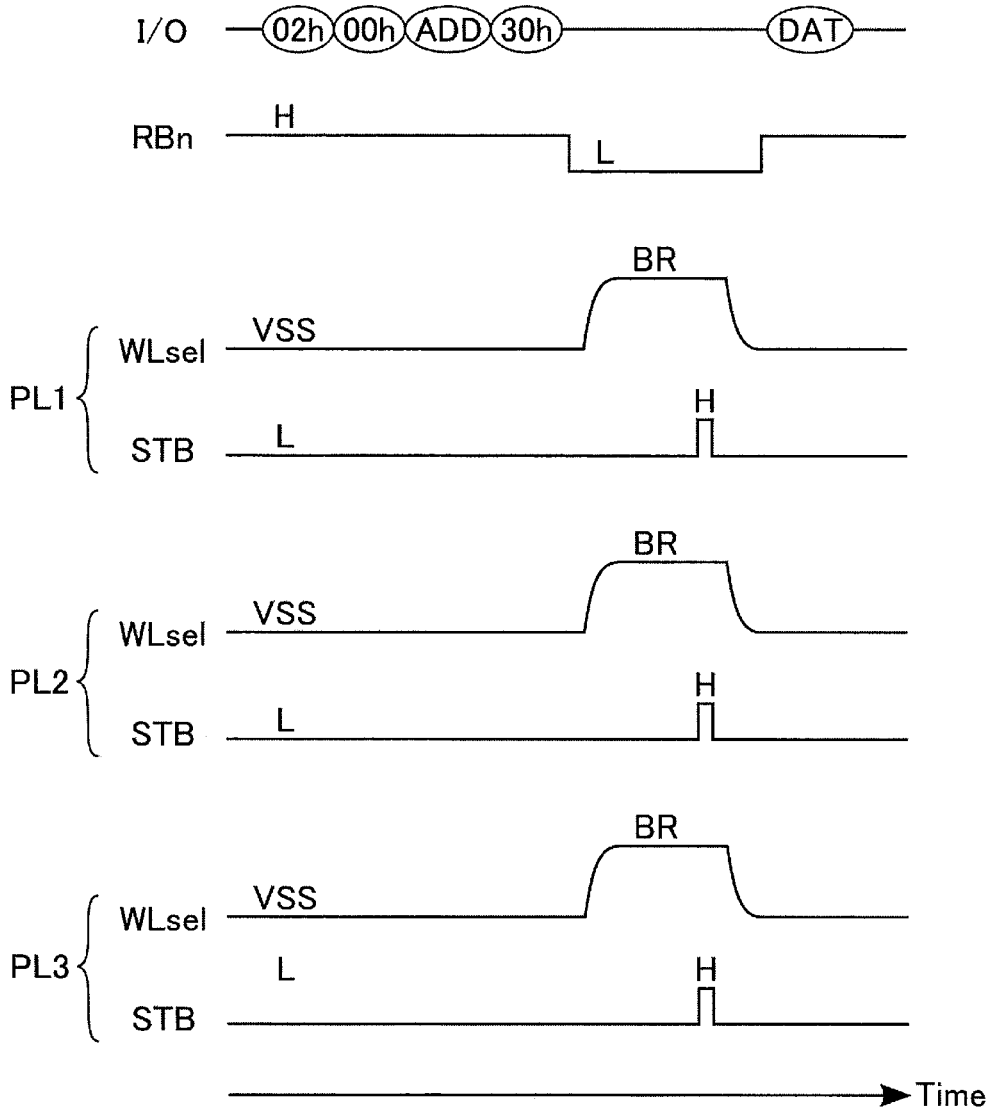 I/O 02h 00h ADD 30h DAT
RBn H L
BR
PL1 WLsel VSS
H
STB L
BR
PL2 WLsel VSS
H
STB L
BR
PL3 WLsel VSS
L H
STB
Time